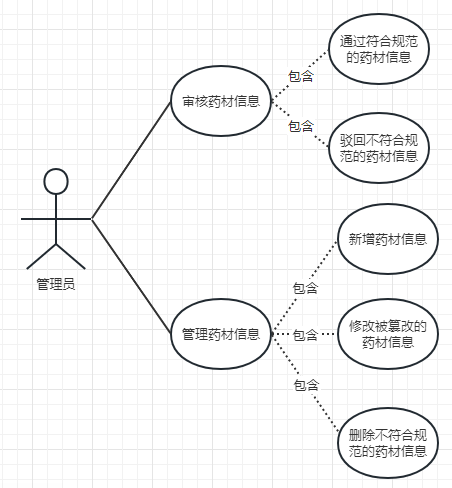 通过符合规范
的药材信息
包含
审核药材信息
包含
驳回不符合规
范的药材信息
新增药材信息
管理员
包含
管理药材信息
包含
修改被篡改的
药材信息
包含
删除不符合规
范的药材信息